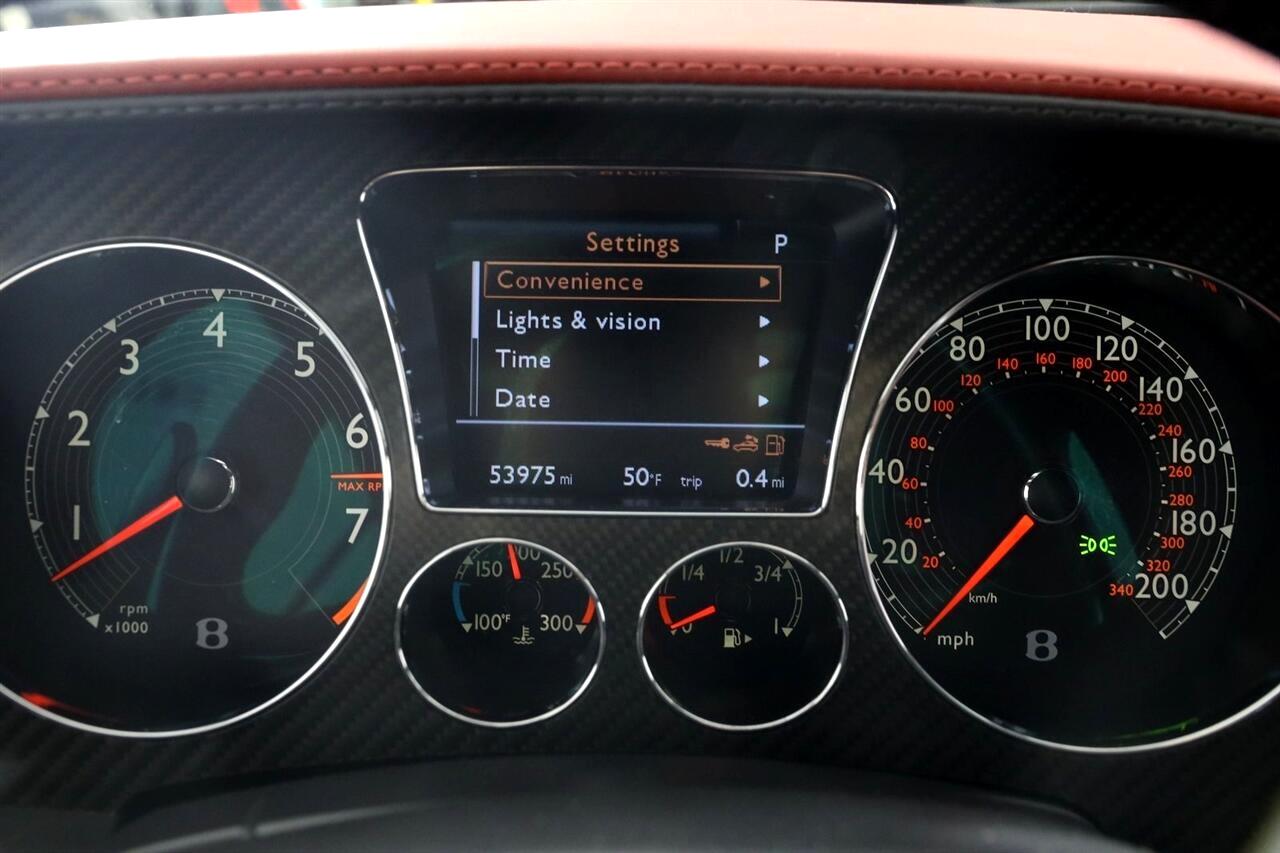 Settings P
Convenience
Lights & vision
Time
Date
53975 mi 50°F trip 0.4 mi
1 2 3 4 5 6 7
MAX RP
rpm
x1000
B
100°F 150 200 250 300
0 1/4 1/2 3/4 1
20 40 60 80 100 120 140 160 180 200
20 40 60 80 100 120 140 160 180 200 220 240 260 280 300 320 340
km/h
mph
B